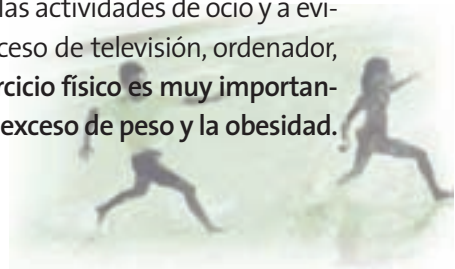 las actividades de ocio y a evi-
ceso de televisión, ordenador,
rcicio físico es muy importan-
exceso de peso y la obesidad.